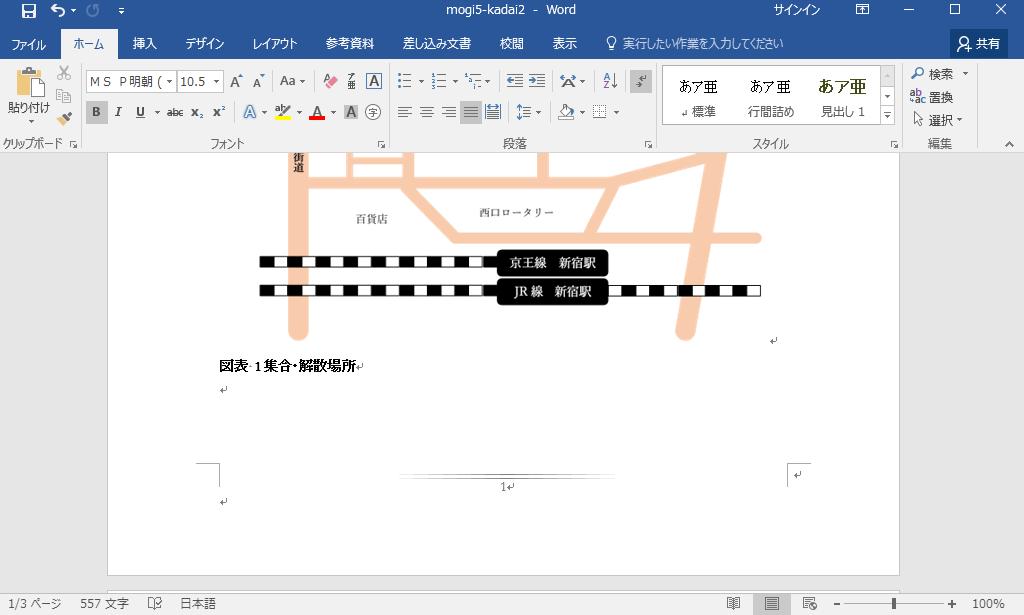 mogi5-kadai2 - Word
サインイン
ファイル ホーム 挿入 デザイン レイアウト 参考資料 差し込み文書 校閲 表示 実行したい作業を入力してください 共有
貼り付け
ＭＳ Ｐ明朝 ( 10.5 A A Aa ア亜 A
B I U abc x₂ x² A aby A A 字
あア亜 あア亜 あア亜
標準 行間詰め 見出し 1
検索
置換
選択
クリップボード フォント 段落 スタイル 編集
街道
百貨店
西口ロータリー
京王線 新宿駅
JR 線 新宿駅
図表 1 集合・解散場所
1
1/3 ページ 557 文字 日本語 100%